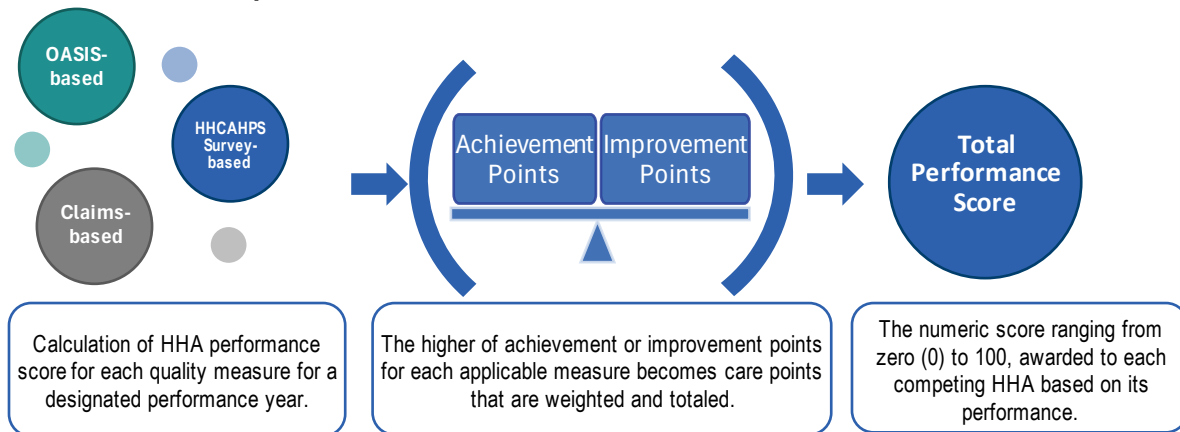 OASIS-
based
HHCAHPS
Survey-
based
Claims-
based
Achievement
Points
Improvement
Points
Total
Performance
Score
Calculation of HHA performance
score for each quality measure for a
designated performance year.
The higher of achievement or improvement points
for each applicable measure becomes care points
that are weighted and totaled.
The numeric score ranging from
zero (0) to 100, awarded to each
competing HHA based on its
performance.